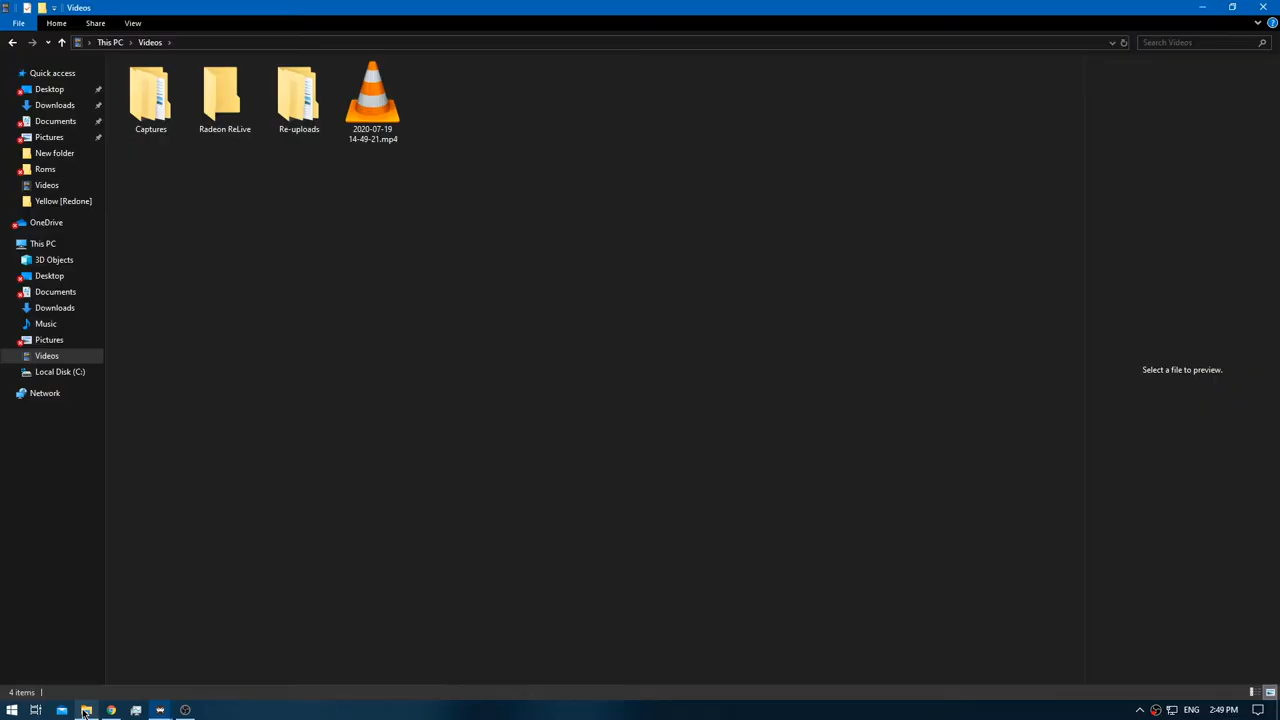 Videos
File Home Share View
This PC Videos
Search Videos
Quick access
Desktop
Downloads
Documents
Pictures
New folder
Roms
Videos
Yellow [Redone]
OneDrive
This PC
3D Objects
Desktop
Documents
Downloads
Music
Pictures
Videos
Local Disk (C:)
Network
Captures
Radeon ReLive
Re-uploads
2020-07-19
14-49-21.mp4
Select a file to preview.
4 items
ENG
2:49 PM